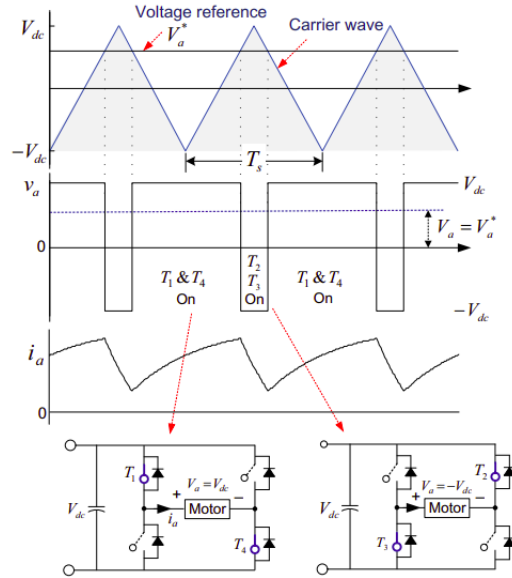 Voltage reference
V_dc
V_a^*
Carrier wave
−V_dc
T_s
v_a
V_dc
V_a = V_a^*
0
T_1 & T_4
On
T_2
T_3
On
T_1 & T_4
On
−V_dc
i_a
0
T_1
V_a = V_dc
+ −
V_dc
i_a
Motor
T_4
T_2
V_a = −V_dc
+ −
V_dc
Motor
T_3